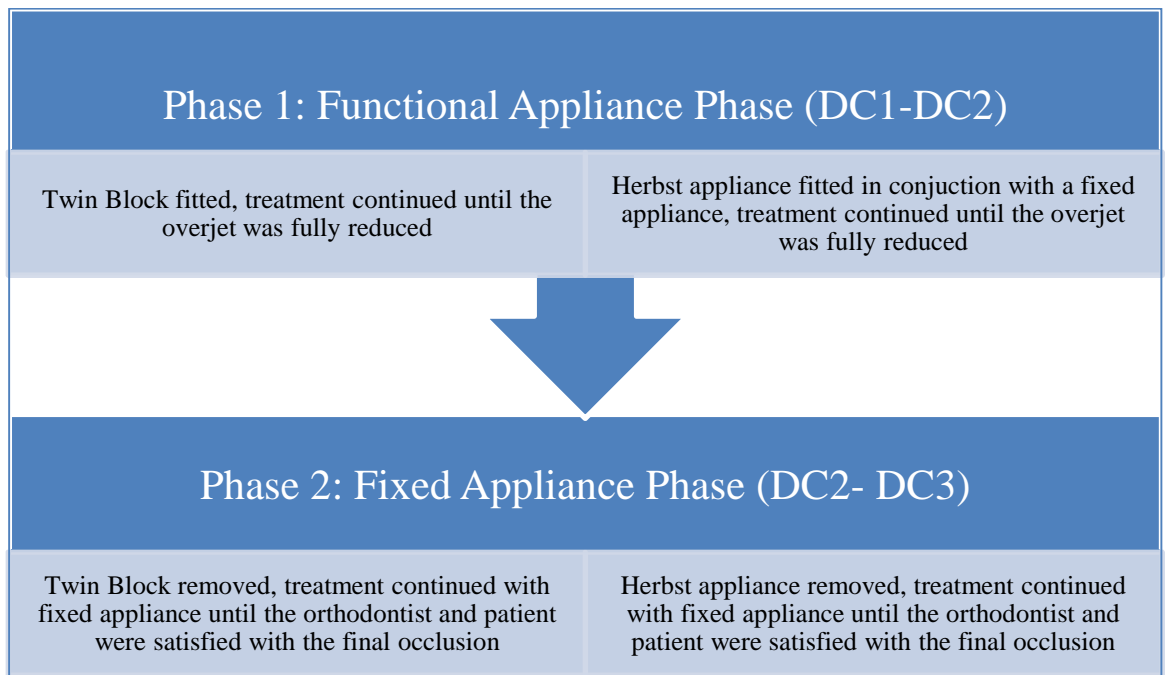 Phase 1: Functional Appliance Phase (DC1-DC2)
Twin Block fitted, treatment continued until the
overjet was fully reduced
Herbst appliance fitted in conjuction with a fixed
appliance, treatment continued until the overjet
was fully reduced
Phase 2: Fixed Appliance Phase (DC2- DC3)
Twin Block removed, treatment continued with
fixed appliance until the orthodontist and patient
were satisfied with the final occlusion
Herbst appliance removed, treatment continued
with fixed appliance until the orthodontist and
patient were satisfied with the final occlusion